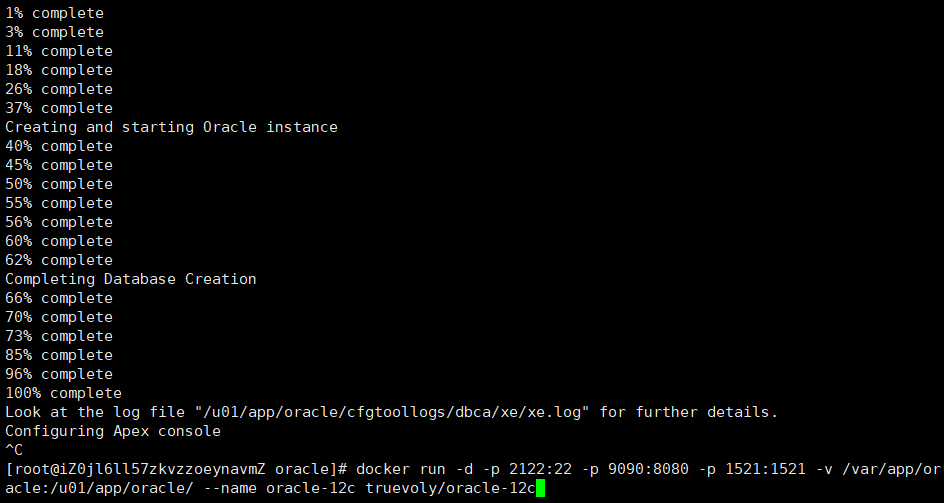 1% complete
3% complete
11% complete
18% complete
26% complete
37% complete
Creating and starting Oracle instance
40% complete
45% complete
50% complete
55% complete
56% complete
60% complete
62% complete
Completing Database Creation
66% complete
70% complete
73% complete
85% complete
96% complete
100% complete
Look at the log file "/u01/app/oracle/cfgtoollogs/dbca/xe/xe.log" for further details.
Configuring Apex console
^C
[root@iZ0jl6ll57zkvzzoeynavmZ oracle]# docker run -d -p 2122:22 -p 9090:8080 -p 1521:1521 -v /var/app/or
acle:/u01/app/oracle/ --name oracle-12c truevoly/oracle-12c